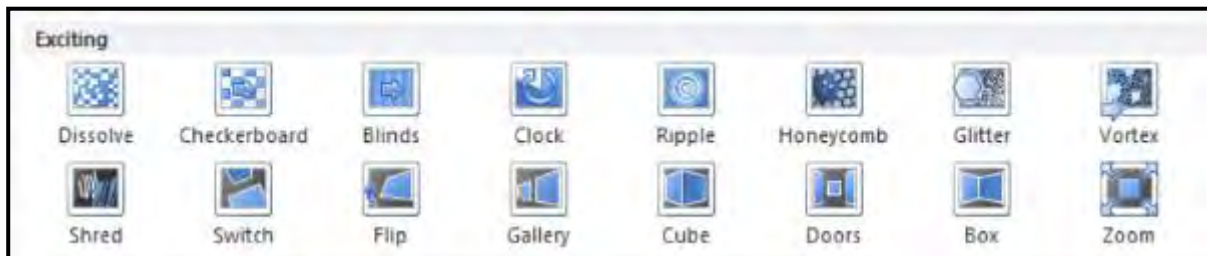 Exciting
Dissolve Checkerboard Blinds Clock Ripple Honeycomb Glitter Vortex
Shred Switch Flip Gallery Cube Doors Box Zoom